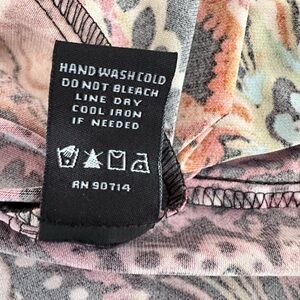 HAND WASH COLD
DO NOT BLEACH
LINE DRY
COOL IRON
IF NEEDED
RN 90714